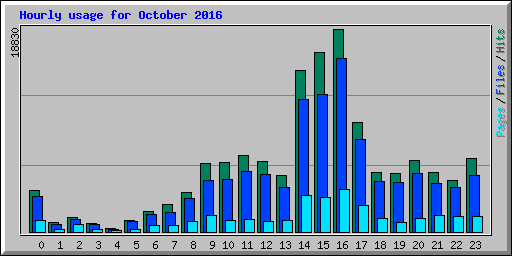 Hourly usage for October 2016
18830
Pages/Files/Hits
0 1 2 3 4 5 6 7 8 9 10 11 12 13 14 15 16 17 18 19 20 21 22 23